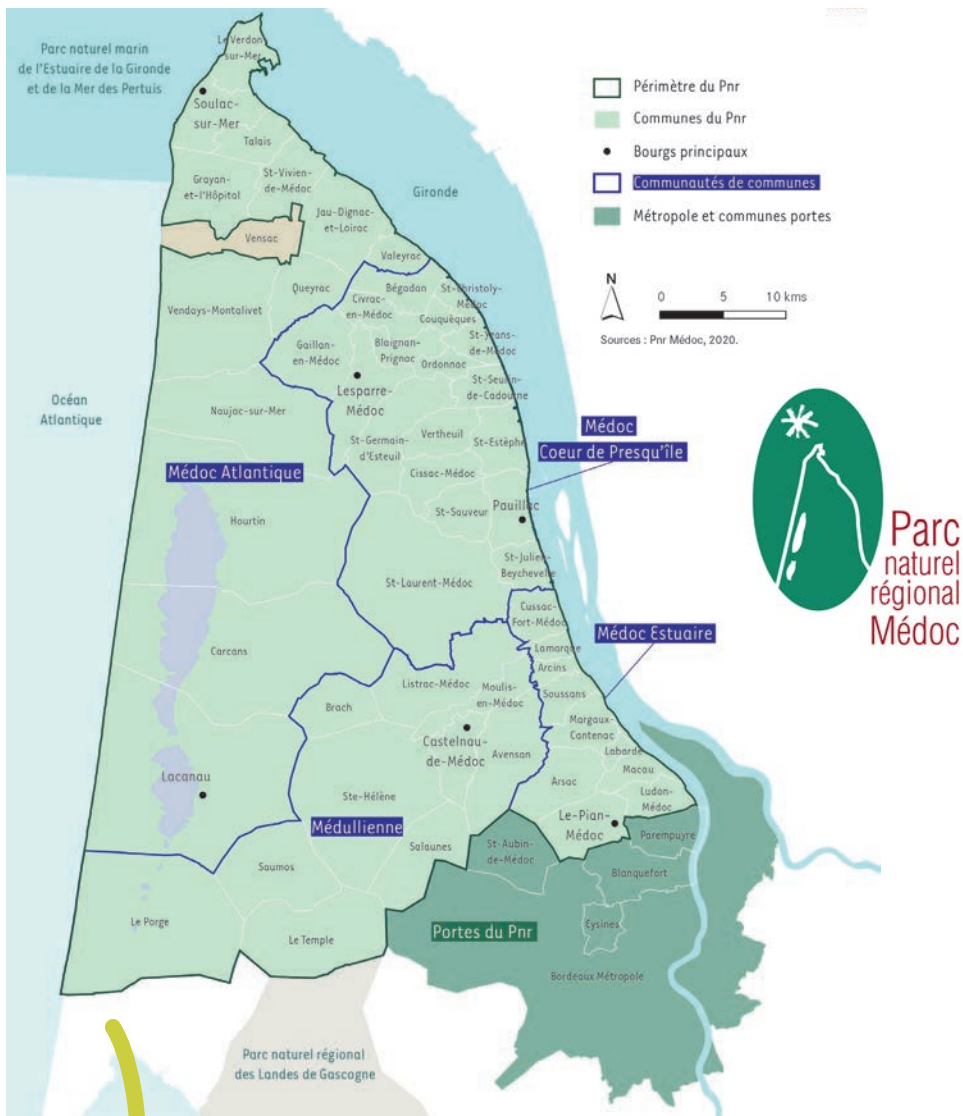 Parc naturel marin
de l'Estuaire de la Gironde
et de la Mer des Pertuis
Le Verdon-
sur-Mer
Soulac-
sur-Mer
Talais
Grayan-
et-l'Hôpital
St-Vivien-
de-Médoc
Jau-Dignac-
et-Loirac
Gironde
Vensac
Valeyrac
Queyrac
Bégadan
St-Christoly-
Médoc
Civrac-
en-Médoc
Couquèques
Vendays-Montalivet
St-Yzans-
de-Médoc
Gaillan-
en-Médoc
Blaignan-
Prignac
Ordonnac
St-Seurin-
de-Cadourne
Lesparre-
Médoc
Océan
Atlantique
Naujac-sur-Mer
St-Germain-
d'Esteuil
Vertheuil
St-Estèphe
Cissac-Médoc
Médoc
Coeur de Presqu'île
Médoc Atlantique
Hourtin
St-Sauveur
Pauillac
St-Julien-
Beychevelle
St-Laurent-Médoc
Cussac-
Fort-Médoc
Médoc Estuaire
Lamarque
Arcins
Carcans
Listrac-Médoc
Moulis-
en-Médoc
Soussans
Brach
Margaux-
Cantenac
Castelnau-
de-Médoc
Avensan
Labarde
Macau
Arsac
Ludon-
Médoc
Lacanau
Ste-Hélène
Le-Pian-
Médoc
Médullienne
Salaunes
St-Aubin-
de-Médoc
Parempuyre
Saumos
Blanquefort
Le Porge
Le Temple
Portes du Pnr
Eysines
Bordeaux Métropole
Parc naturel régional
des Landes de Gascogne
Périmètre du Pnr
Communes du Pnr
Bourgs principaux
Communautés de communes
Métropole et communes portes
N
0 5 10 kms
Sources : Pnr Médoc, 2020.
Parc
naturel
régional
Médoc